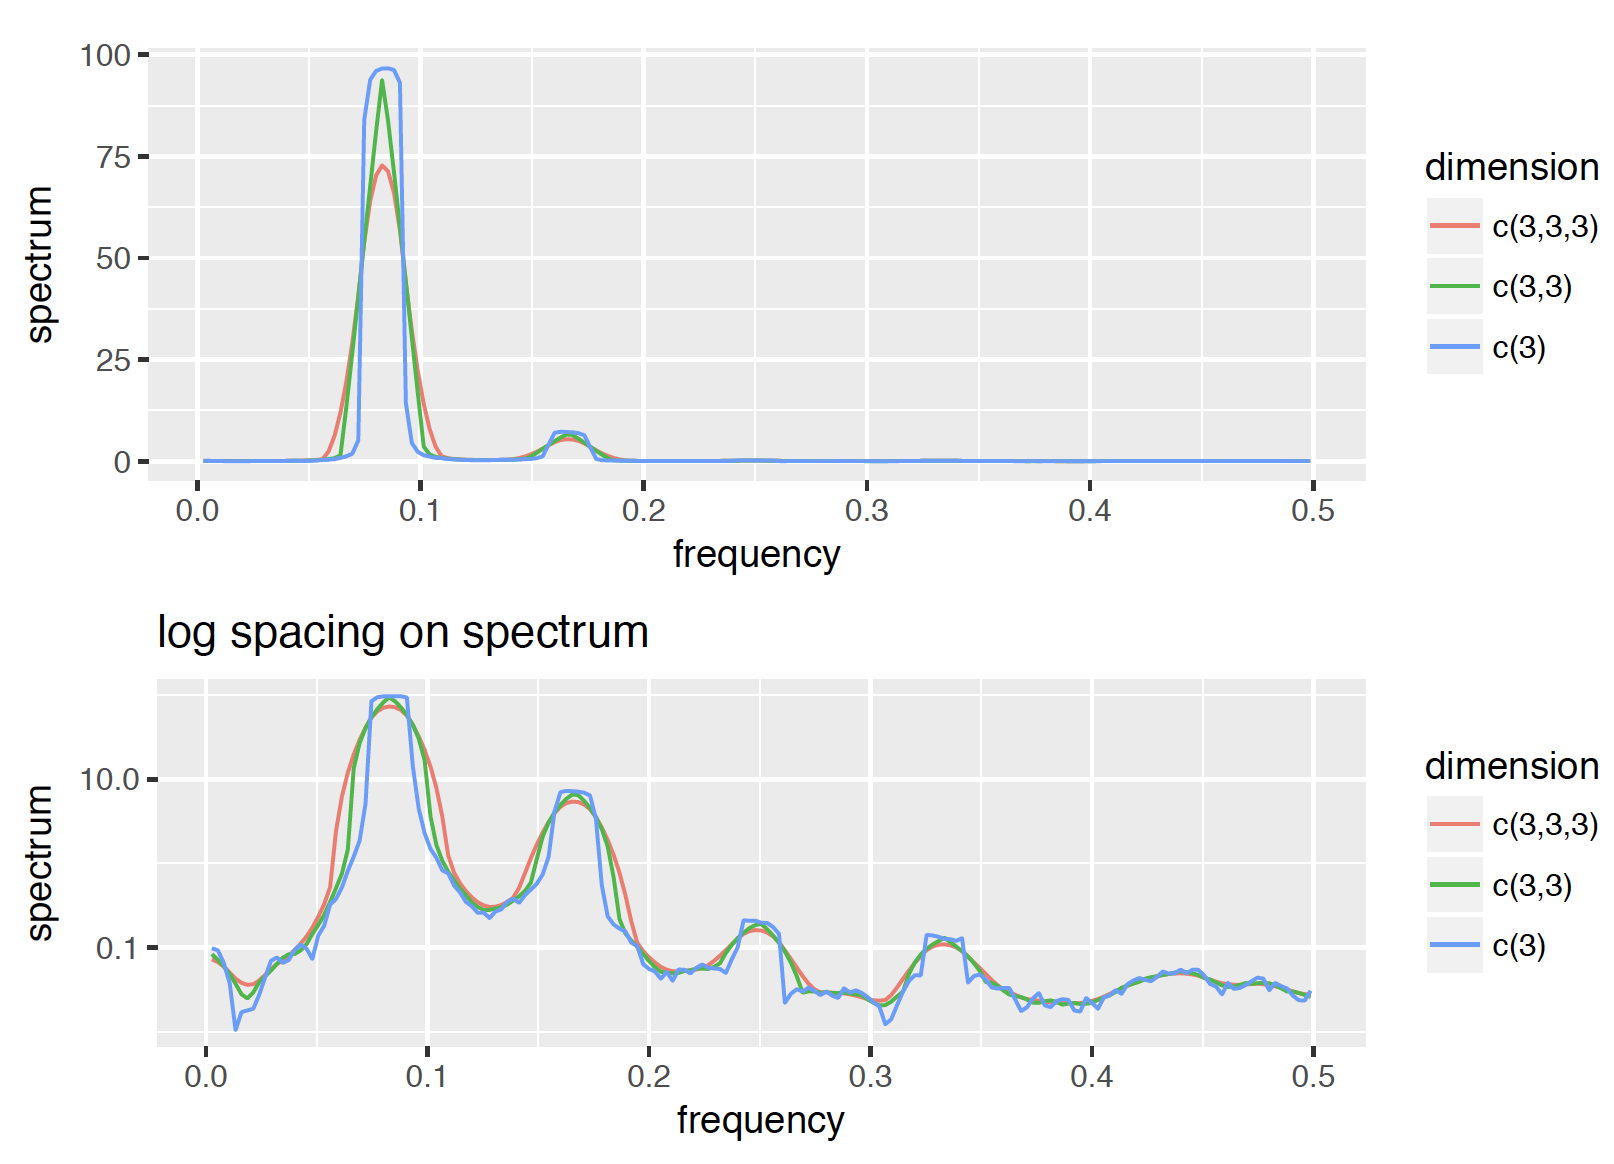 100
75
50
25
0
spectrum
0.0 0.1 0.2 0.3 0.4 0.5
frequency
dimension
c(3,3,3)
c(3,3)
c(3)
log spacing on spectrum
10.0
0.1
spectrum
0.0 0.1 0.2 0.3 0.4 0.5
frequency
dimension
c(3,3,3)
c(3,3)
c(3)